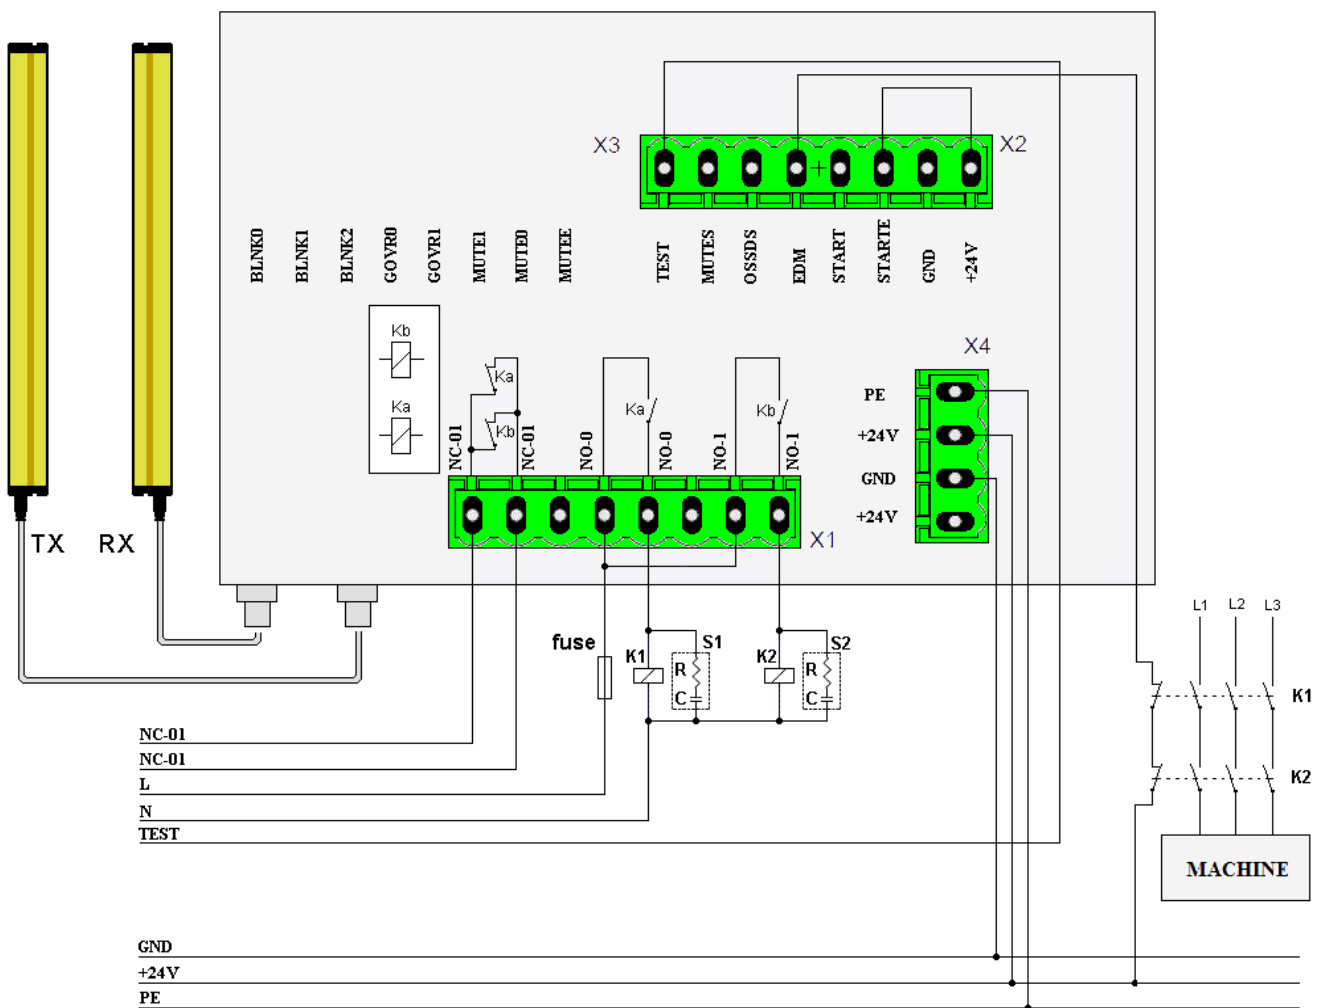 X3
X2
BLNK0
BLNK1
BLNK2
GOVR0
GOVR1
MUTE1
MUTE0
MUTEE
TEST
MUTES
OSSDS
EDM
START
STARTE
GND
+24V
Kb
Ka
Ka
Kb
Ka
Kb
NC-01
NC-01
NO-0
NO-0
NO-1
NO-1
X1
X4
PE
+24V
GND
+24V
TX
RX
fuse
K1
S1
R
C
K2
S2
R
C
L1
L2
L3
K1
K2
MACHINE
NC-01
NC-01
L
N
TEST
GND
+24V
PE